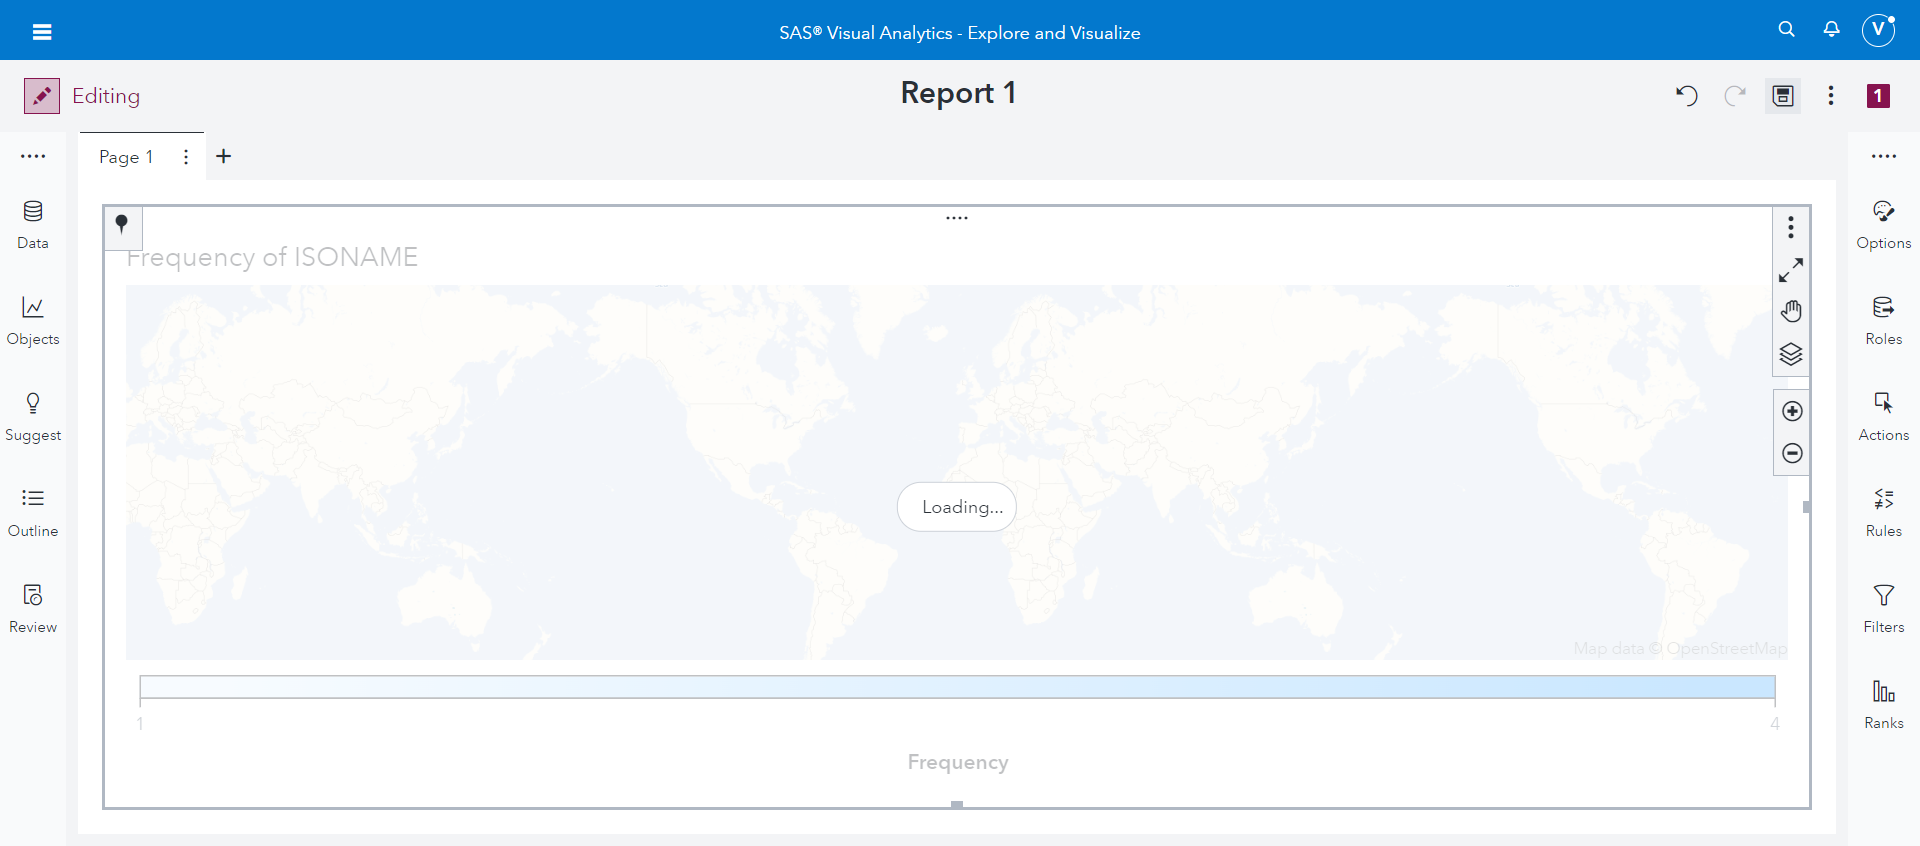 SAS® Visual Analytics - Explore and Visualize
V
Editing
Report 1
1
Page 1
Data
Objects
Suggest
Outline
Review
Frequency of ISONAME
Loading...
Map data © OpenStreetMap
1
4
Frequency
Options
Roles
Actions
Rules
Filters
Ranks